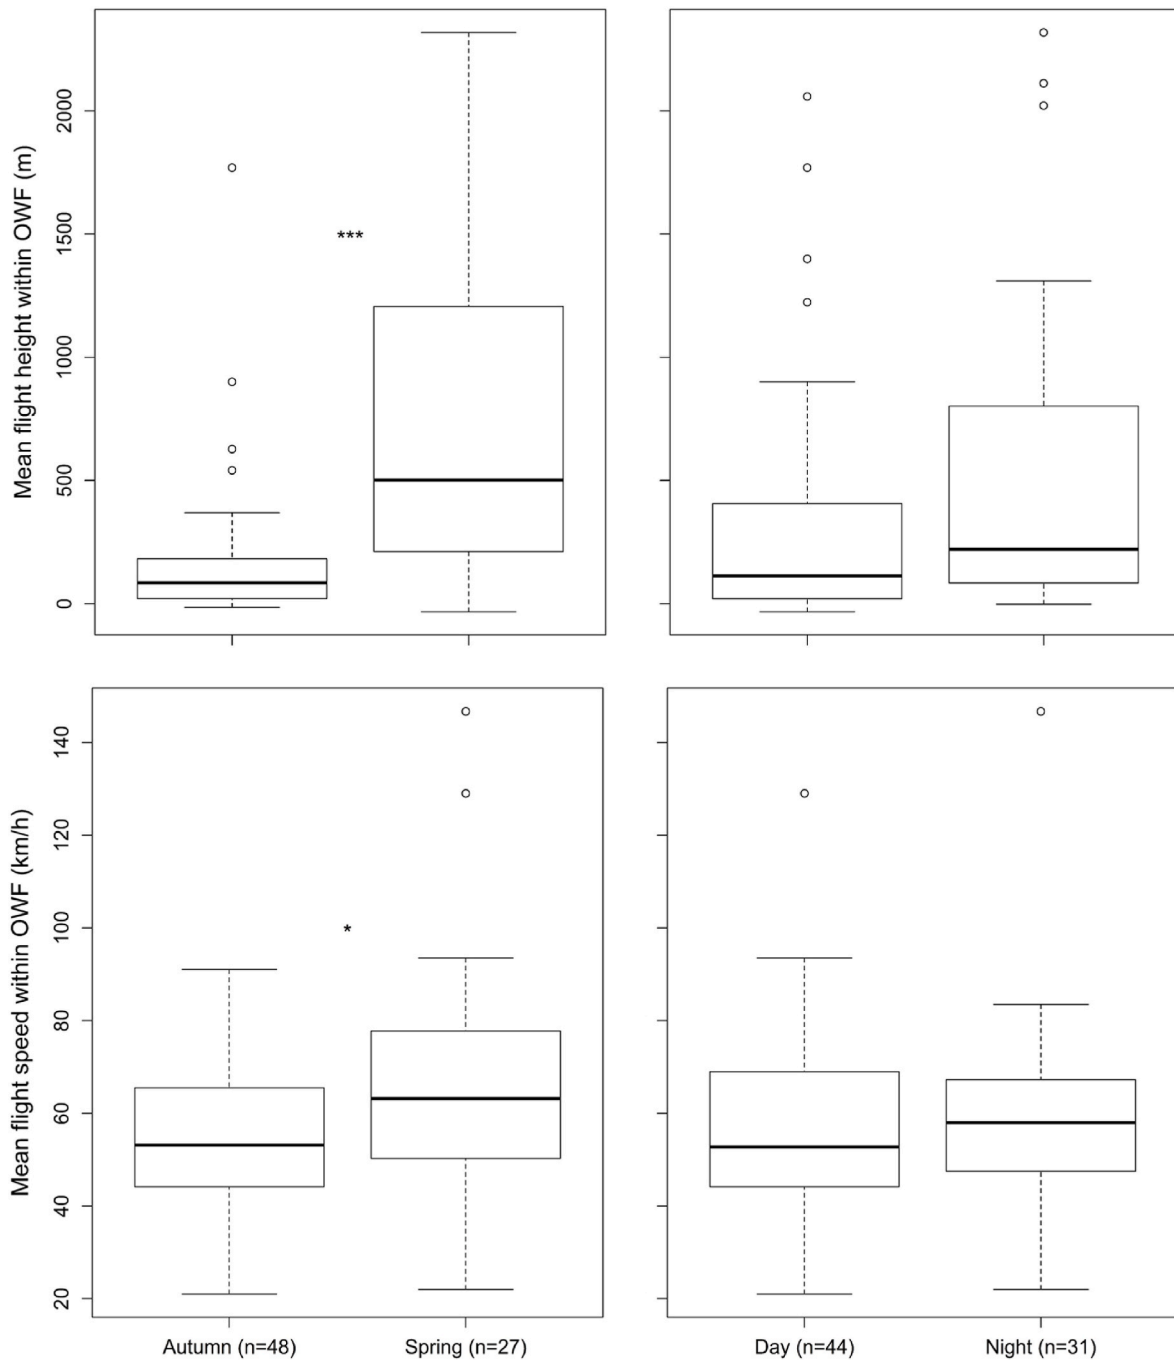 Mean flight height within OWF (m)
2000
1500
1000
500
0
***
Mean flight speed within OWF (km/h)
140
120
100
80
60
40
20
*
Autumn (n=48)
Spring (n=27)
Day (n=44)
Night (n=31)